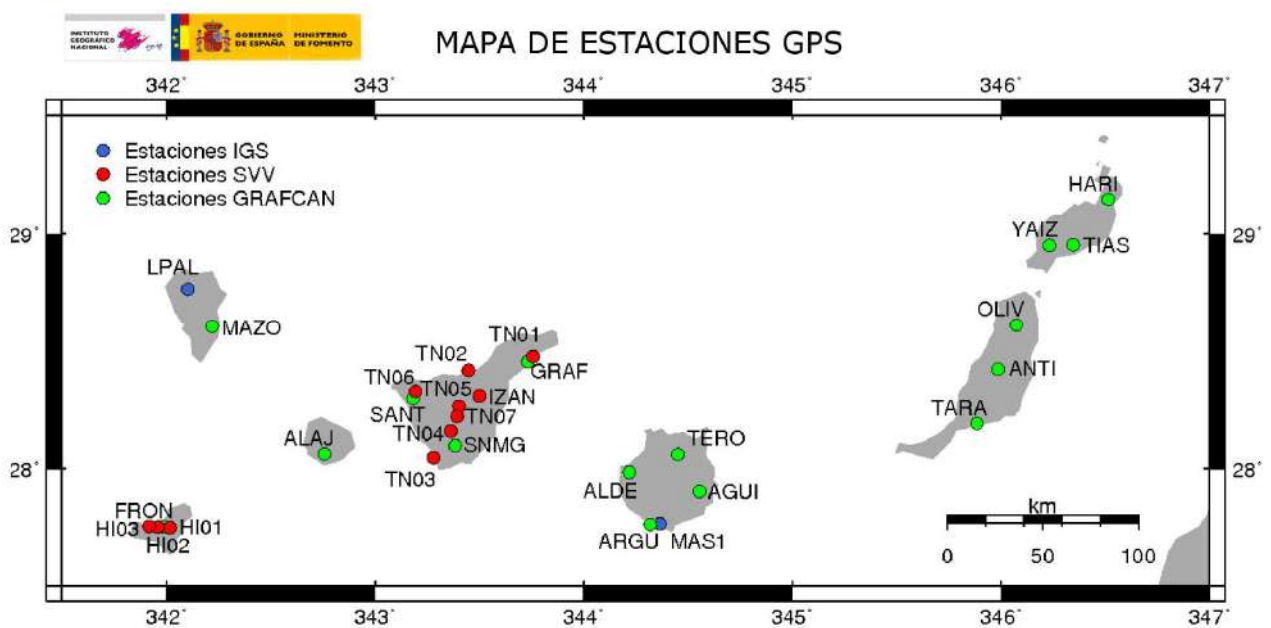 INSTITUTO
GEOGRÁFICO
NACIONAL
GOBIERNO
DE ESPAÑA
MINISTERIO
DE FOMENTO
MAPA DE ESTACIONES GPS
342° 343° 344° 345° 346° 347°
Estaciones IGS
Estaciones SVV
Estaciones GRAFCAN
HARI
29° 29°
YAIZ TIAS
LPAL
MAZO
OLIV
TN01
TN02 GRAF
TN06 TN05 IZAN
ANTI
SANT TN07
TARA
ALAJ TN04 SNMG
TERO
28° 28°
TN03
ALDE AGUI
FRON
HI03 HI01
HI02
ARGU MAS1
km
0 50 100
342° 343° 344° 345° 346° 347°